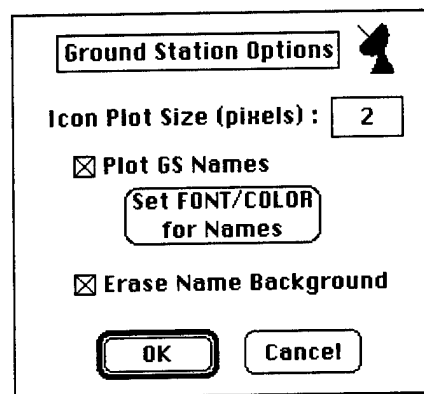 Ground Station Options
Icon Plot Size (pixels) : 2
Plot GS Names
Set FONT/COLOR
for Names
Erase Name Background
OK Cancel